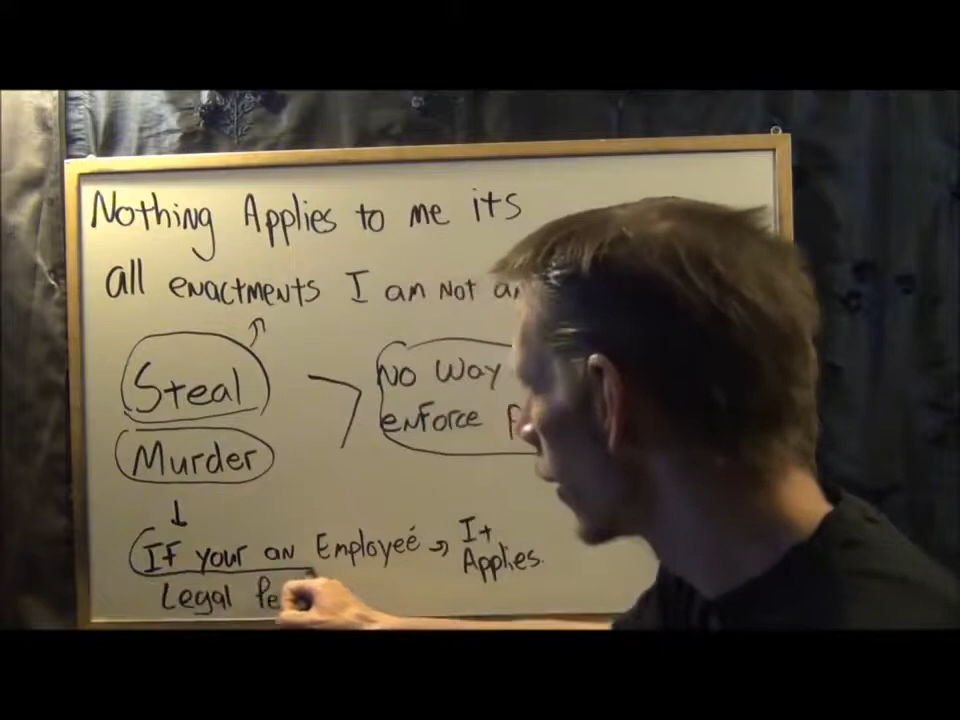 Nothing Applies to me its
all enactments I am Not
Steal
No Way
enforce
Murder
IF your an Employee It
Applies.
Legal